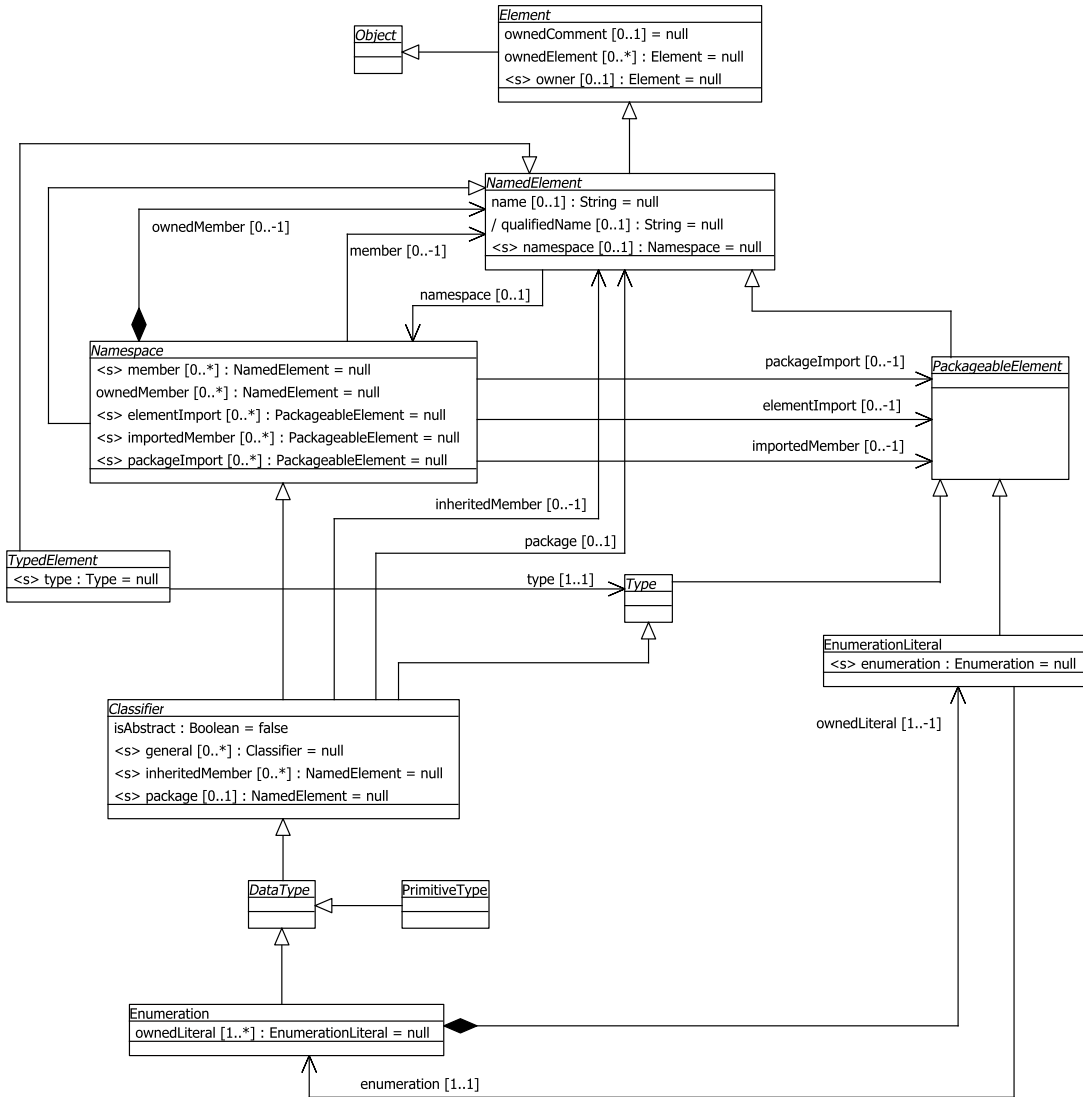 Element
ownedComment [0..1] = null
ownedElement [0..*] : Element = null
<s> owner [0..1] : Element = null
Object
NamedElement
name [0..1] : String = null
/ qualifiedName [0..1] : String = null
<s> namespace [0..1] : Namespace = null
ownedMember [0..-1]
member [0..-1]
namespace [0..1]
Namespace
<s> member [0..*] : NamedElement = null
ownedMember [0..*] : NamedElement = null
<s> elementImport [0..*] : PackageableElement = null
<s> importedMember [0..*] : PackageableElement = null
<s> packageImport [0..*] : PackageableElement = null
packageImport [0..-1]
elementImport [0..-1]
importedMember [0..-1]
PackageableElement
inheritedMember [0..-1]
package [0..1]
TypedElement
<s> type : Type = null
type [1..1]
Type
EnumerationLiteral
<s> enumeration : Enumeration = null
Classifier
isAbstract : Boolean = false
<s> general [0..*] : Classifier = null
<s> inheritedMember [0..*] : NamedElement = null
<s> package [0..1] : NamedElement = null
ownedLiteral [1..-1]
DataType
PrimitiveType
Enumeration
ownedLiteral [1..*] : EnumerationLiteral = null
enumeration [1..1]